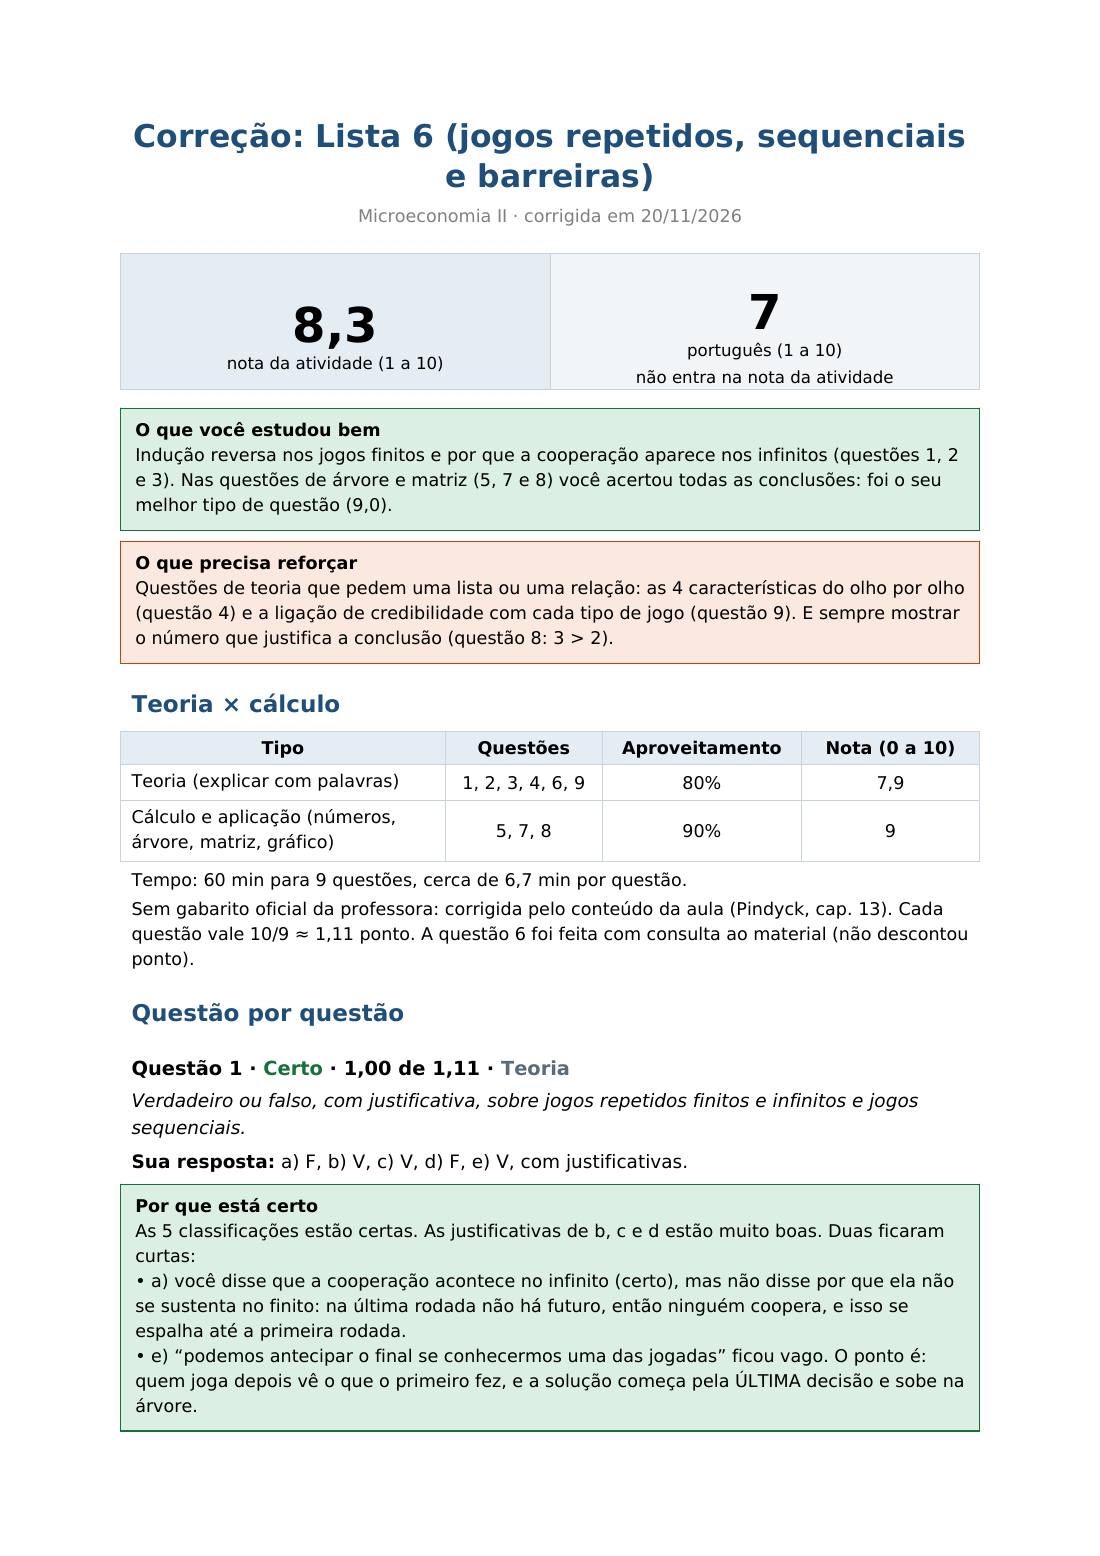 Correção: Lista 6 (jogos repetidos, sequenciais
e barreiras)
Microeconomia II · corrigida em 20/11/2026
8,3
nota da atividade (1 a 10)
7
português (1 a 10)
não entra na nota da atividade
O que você estudou bem
Indução reversa nos jogos finitos e por que a cooperação aparece nos infinitos (questões 1, 2
e 3). Nas questões de árvore e matriz (5, 7 e 8) você acertou todas as conclusões: foi o seu
melhor tipo de questão (9,0).
O que precisa reforçar
Questões de teoria que pedem uma lista ou uma relação: as 4 características do olho por olho
(questão 4) e a ligação de credibilidade com cada tipo de jogo (questão 9). E sempre mostrar
o número que justifica a conclusão (questão 8: 3 > 2).
Teoria × cálculo
Tipo Questões Aproveitamento Nota (0 a 10)
Teoria (explicar com palavras) 1, 2, 3, 4, 6, 9 80% 7,9
Cálculo e aplicação (números,
árvore, matriz, gráfico) 5, 7, 8 90% 9
Tempo: 60 min para 9 questões, cerca de 6,7 min por questão.
Sem gabarito oficial da professora: corrigida pelo conteúdo da aula (Pindyck, cap. 13). Cada
questão vale 10/9 ≈ 1,11 ponto. A questão 6 foi feita com consulta ao material (não descontou
ponto).
Questão por questão
Questão 1 · Certo · 1,00 de 1,11 · Teoria
Verdadeiro ou falso, com justificativa, sobre jogos repetidos finitos e infinitos e jogos
sequenciais.
Sua resposta: a) F, b) V, c) V, d) F, e) V, com justificativas.
Por que está certo
As 5 classificações estão certas. As justificativas de b, c e d estão muito boas. Duas ficaram
curtas:
• a) você disse que a cooperação acontece no infinito (certo), mas não disse por que ela não
se sustenta no finito: na última rodada não há futuro, então ninguém coopera, e isso se
espalha até a primeira rodada.
• e) “podemos antecipar o final se conhecermos uma das jogadas” ficou vago. O ponto é:
quem joga depois vê o que o primeiro fez, e a solução começa pela ÚLTIMA decisão e sobe na
árvore.